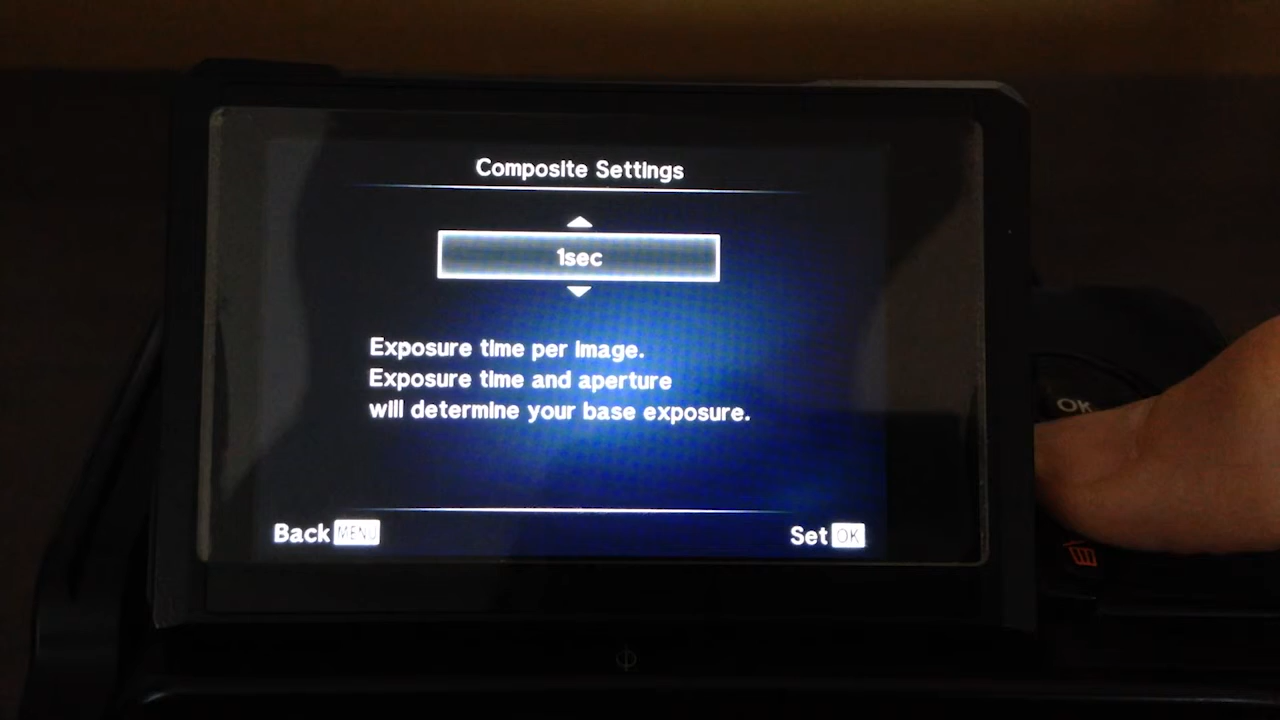 Composite Settings
1sec
Exposure time per image.
Exposure time and aperture
will determine your base exposure.
Back MENU
Set OK
OK